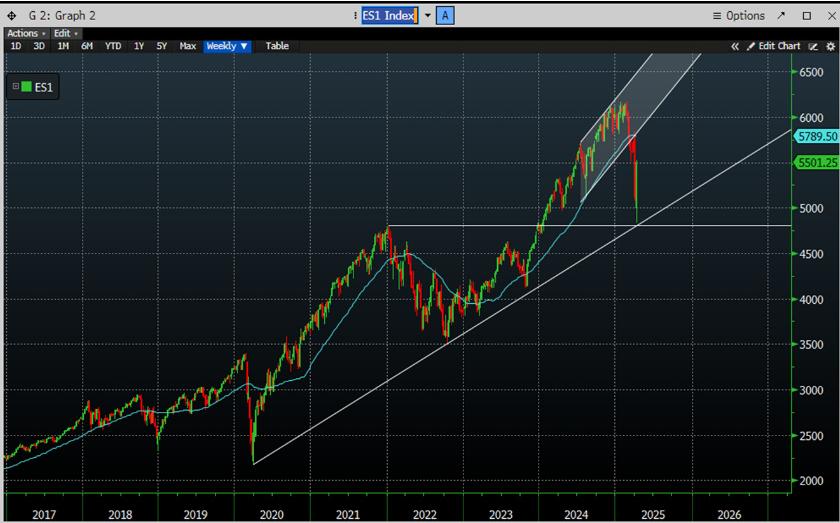 G 2: Graph 2 ES1 Index A Options
Actions Edit
1D 3D 1M 6M YTD 1Y 5Y Max Weekly ▼ Table « Edit Chart
ES1
6500
6000
5789.50
5501.25
5000
4500
4000
3500
3000
2500
2000
2017 2018 2019 2020 2021 2022 2023 2024 2025 2026